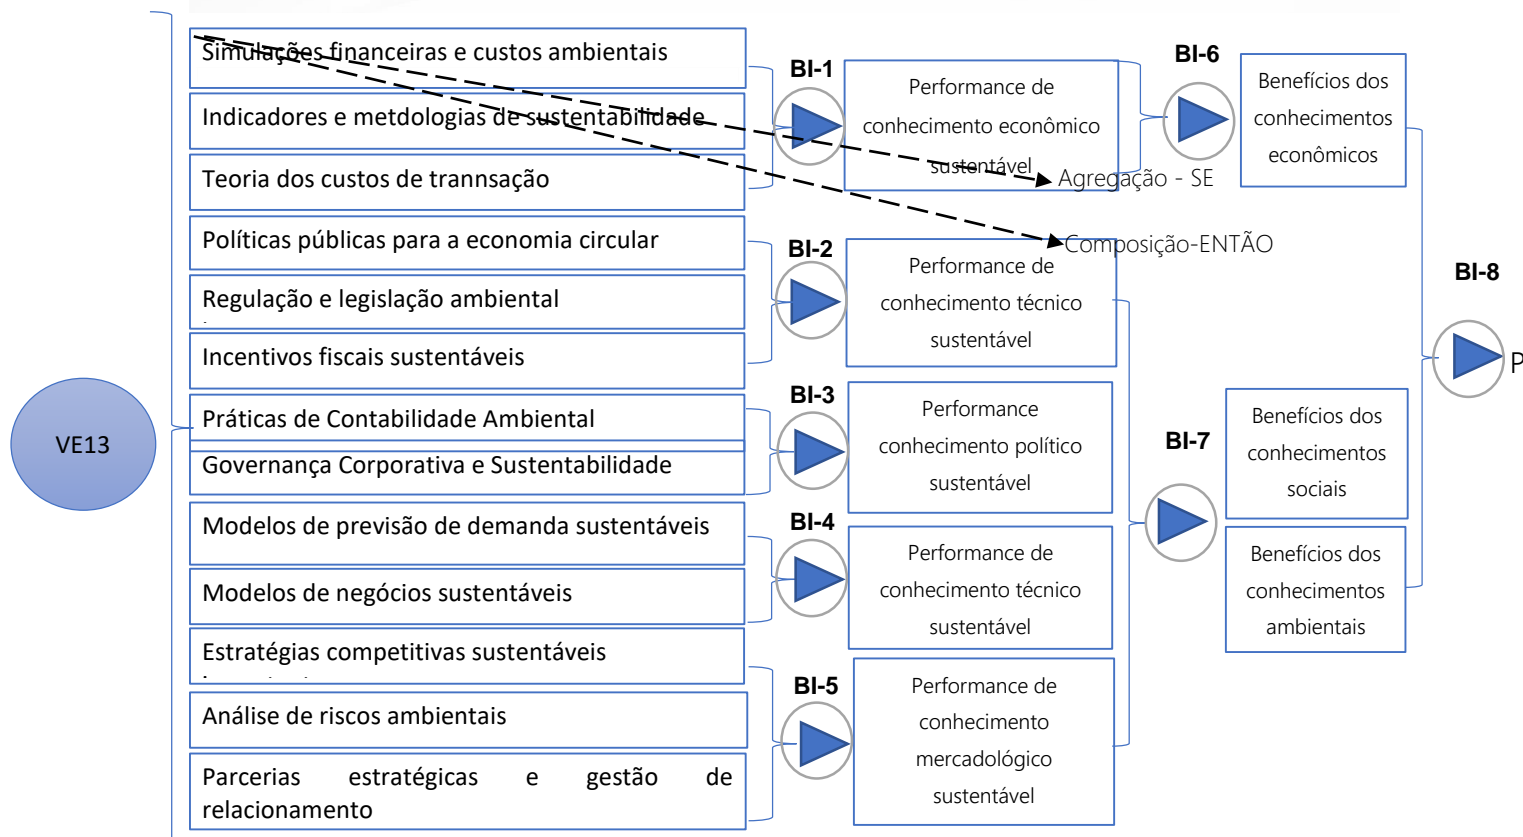 VE13
Simulações financeiras e custos ambientais
Indicadores e metdologias de sustentabilidade
Teoria dos custos de trannsação
Políticas públicas para a economia circular
Regulação e legislação ambiental
Incentivos fiscais sustentáveis
Práticas de Contabilidade Ambiental
Governança Corporativa e Sustentabilidade
Modelos de previsão de demanda sustentáveis
Modelos de negócios sustentáveis
Estratégias competitivas sustentáveis
Análise de riscos ambientais
Parcerias estratégicas e gestão de
relacionamento
BI-1
Performance de
conhecimento econômico
sustentável
BI-2
Performance de
conhecimento técnico
sustentável
BI-3
Performance
conhecimento político
sustentável
BI-4
Performance de
conhecimento técnico
sustentável
BI-5
Performance de
conhecimento
mercadológico
sustentável
Agregação - SE
Composição-ENTÃO
BI-6
Benefícios dos
conhecimentos
econômicos
BI-7
Benefícios dos
conhecimentos
sociais
Benefícios dos
conhecimentos
ambientais
BI-8
P